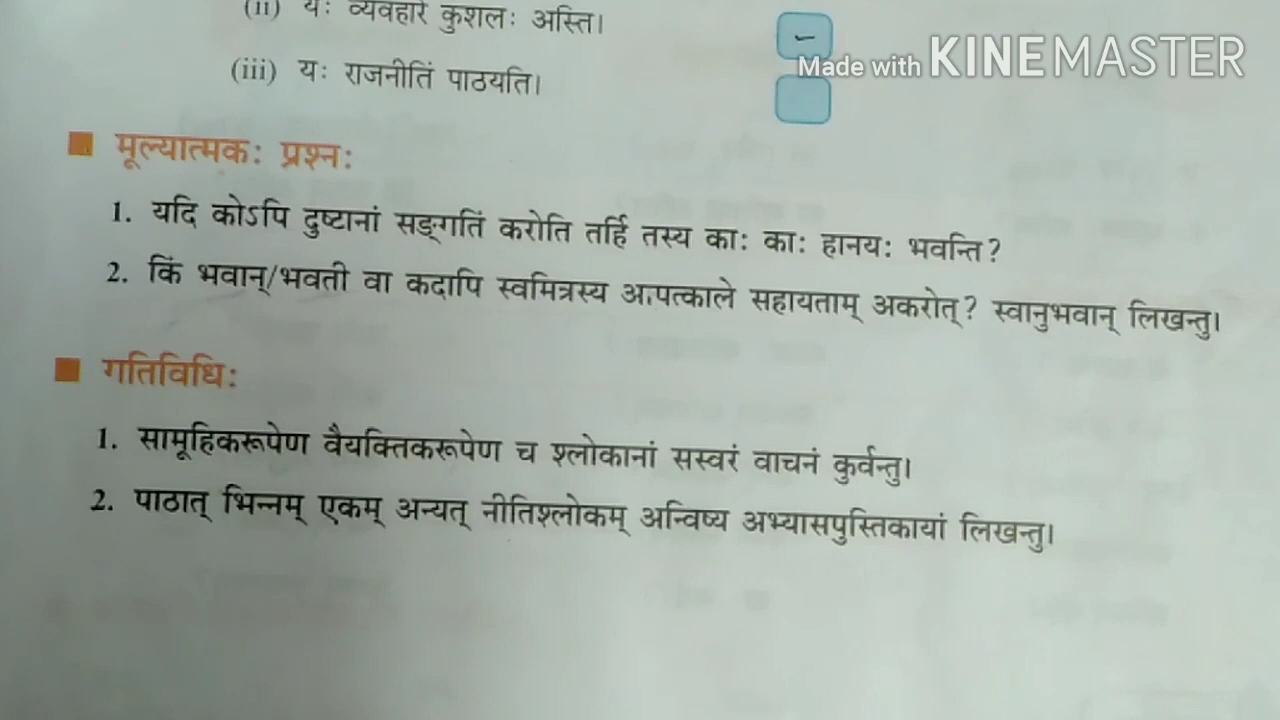 (ii) यः व्यवहारे कुशलः अस्ति।
Made with KINEMASTER
(iii) यः राजनीतिं पाठयति।
मूल्यात्मकः प्रश्नः
1. यदि कोऽपि दुष्टानां सङ्गतिं करोति तर्हि तस्य काः काः हानयः भवन्ति?
2. किं भवान्/भवती वा कदापि स्वमित्रस्य आपत्काले सहायताम् अकरोत्? स्वानुभवान् लिखन्तु।
गतिविधिः
1. सामूहिकरूपेण वैयक्तिकरूपेण च श्लोकानां सस्वरं वाचनं कुर्वन्तु।
2. पाठात् भिन्नम् एकम् अन्यत् नीतिश्लोकम् अन्विष्य अभ्यासपुस्तिकायां लिखन्तु।